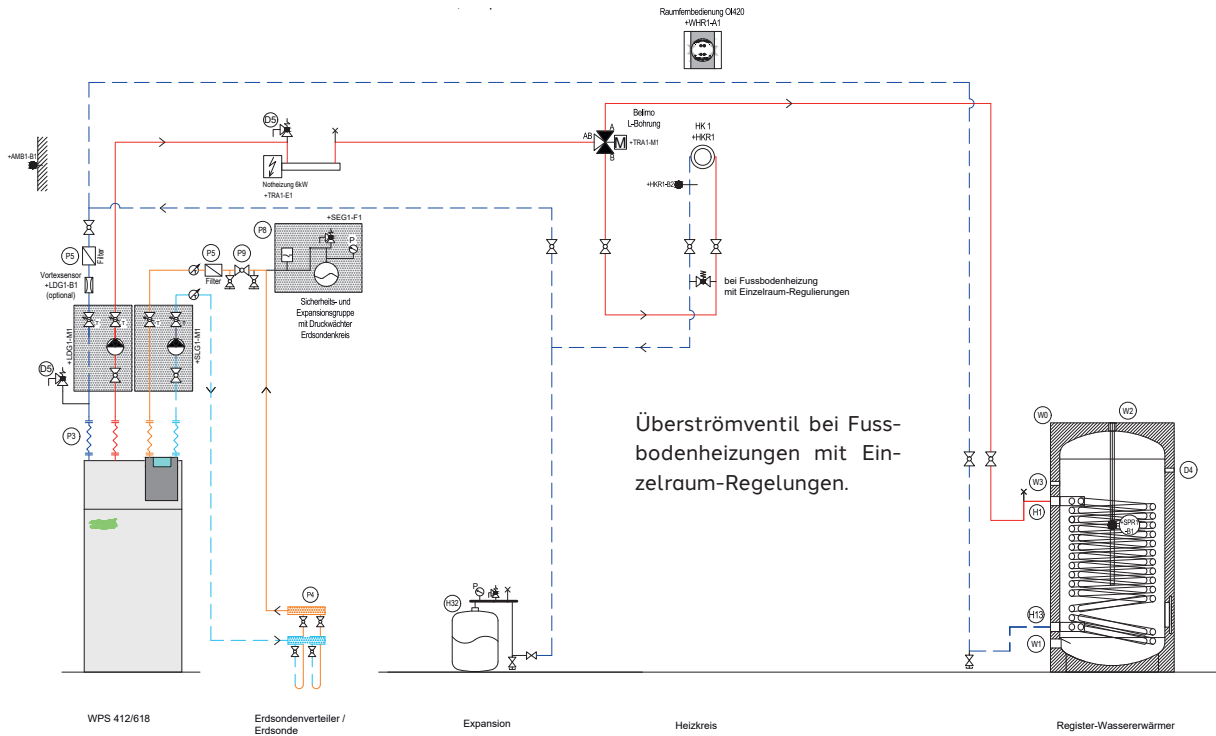 Raumfernbedienung OI420
+WHR1-A1
Bellmo
L-Bohrung
A
AB
M
+TRA1-M1
B
HK 1
+HKR1
D5
+AMB1-B1
Notheizung 6kW
+TRA1-E1
+HKR1-B2
+SEG1-F1
P8
P
P5
Filter
P5
P9
Filter
Vortexsensor
+LDG1-B1
(optional)
bei Fussbodenheizung
mit Einzelraum-Regulierungen
Sicherheits- und
Expansionsgruppe
mit Druckwächter
Erdsondenkreis
T
T
T
T
+LDG1-M1
+SLG1-M1
D5
P3
Überströmventil bei Fuss-
bodenheizungen mit Ein-
zelraum-Regelungen.
W0
W2
W3
D4
H1
+SPR1
-B1
P4
P
H32
H13
W1
WPS 412/618
Erdsondenverteiler /
Erdsonde
Expansion
Heizkreis
Register-Wassererwärmer